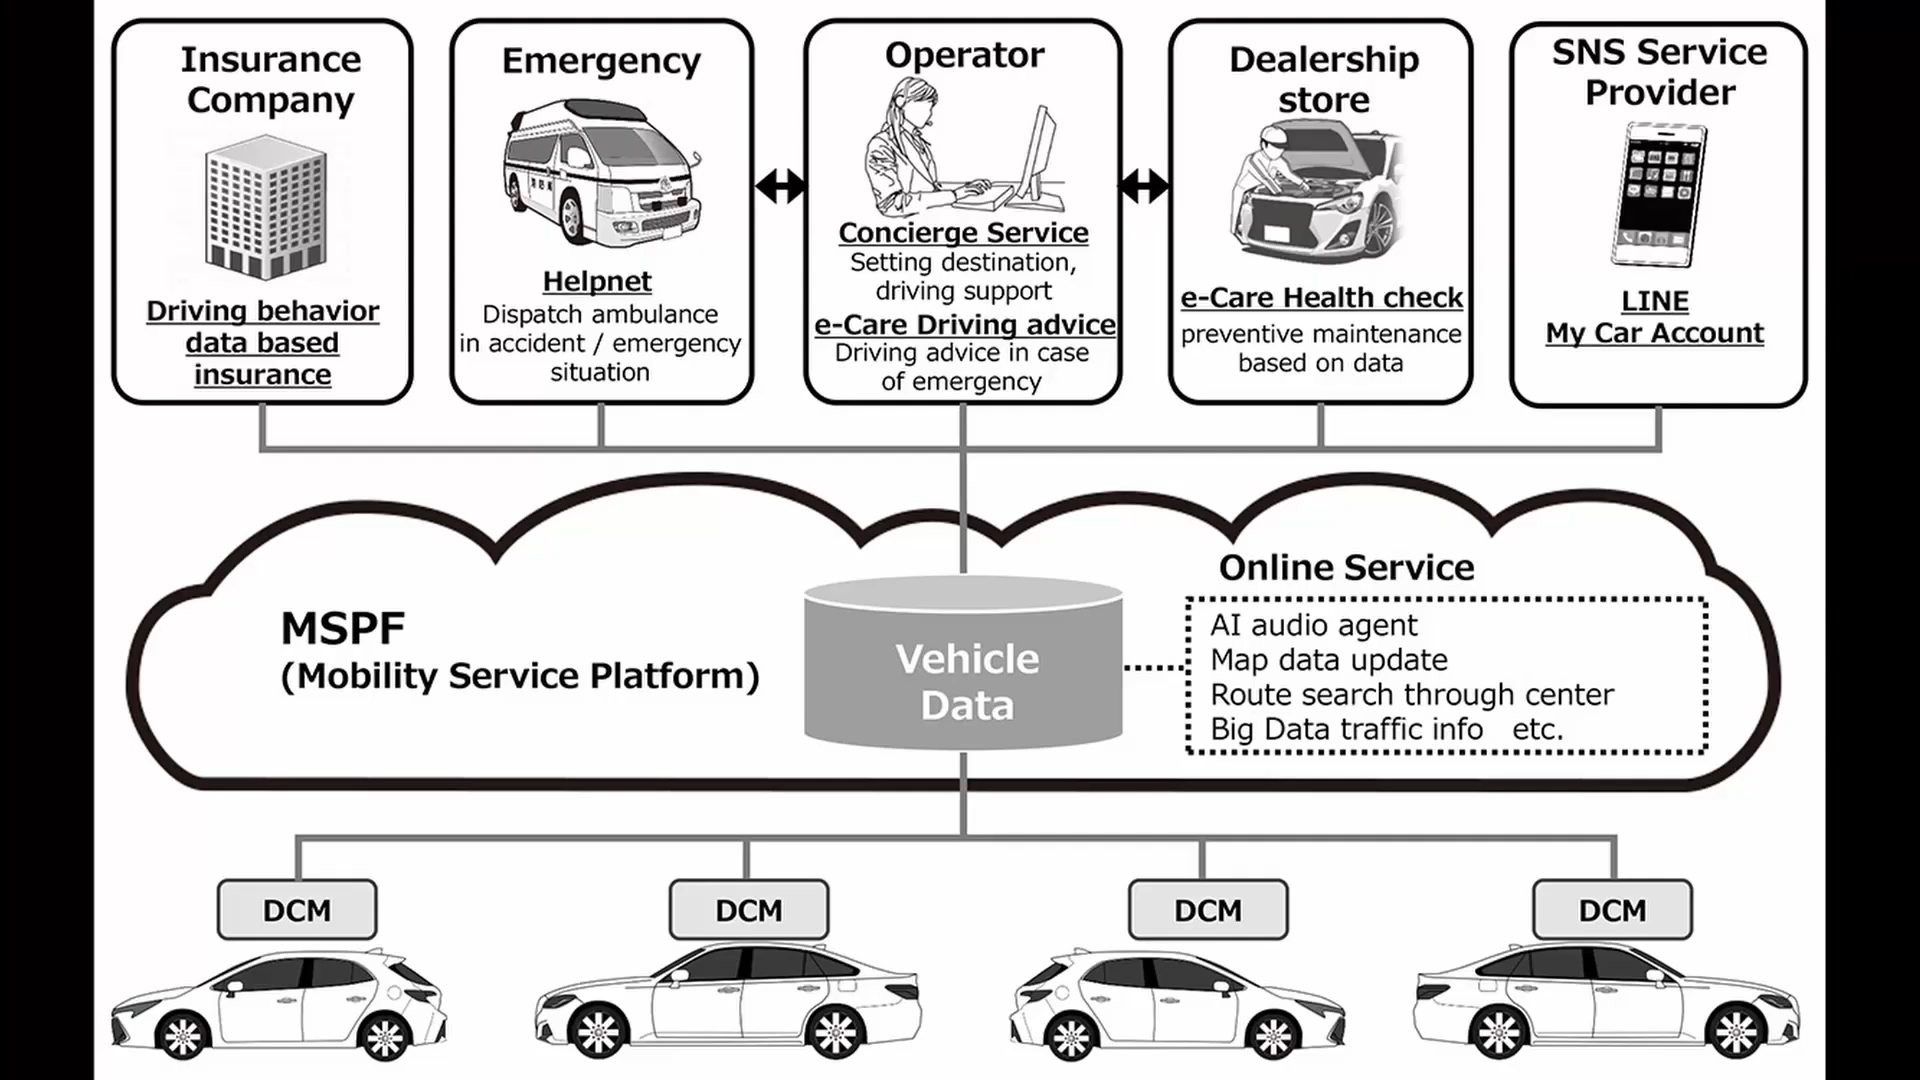 Insurance
Company
Driving behavior
data based
insurance
Emergency
Helpnet
Dispatch ambulance
in accident / emergency
situation
Operator
Concierge Service
Setting destination,
driving support
e-Care Driving advice
Driving advice in case
of emergency
Dealership
store
e-Care Health check
preventive maintenance
based on data
SNS Service
Provider
LINE
My Car Account
MSPF
(Mobility Service Platform)
Vehicle
Data
Online Service
AI audio agent
Map data update
Route search through center
Big Data traffic info etc.
DCM
DCM
DCM
DCM